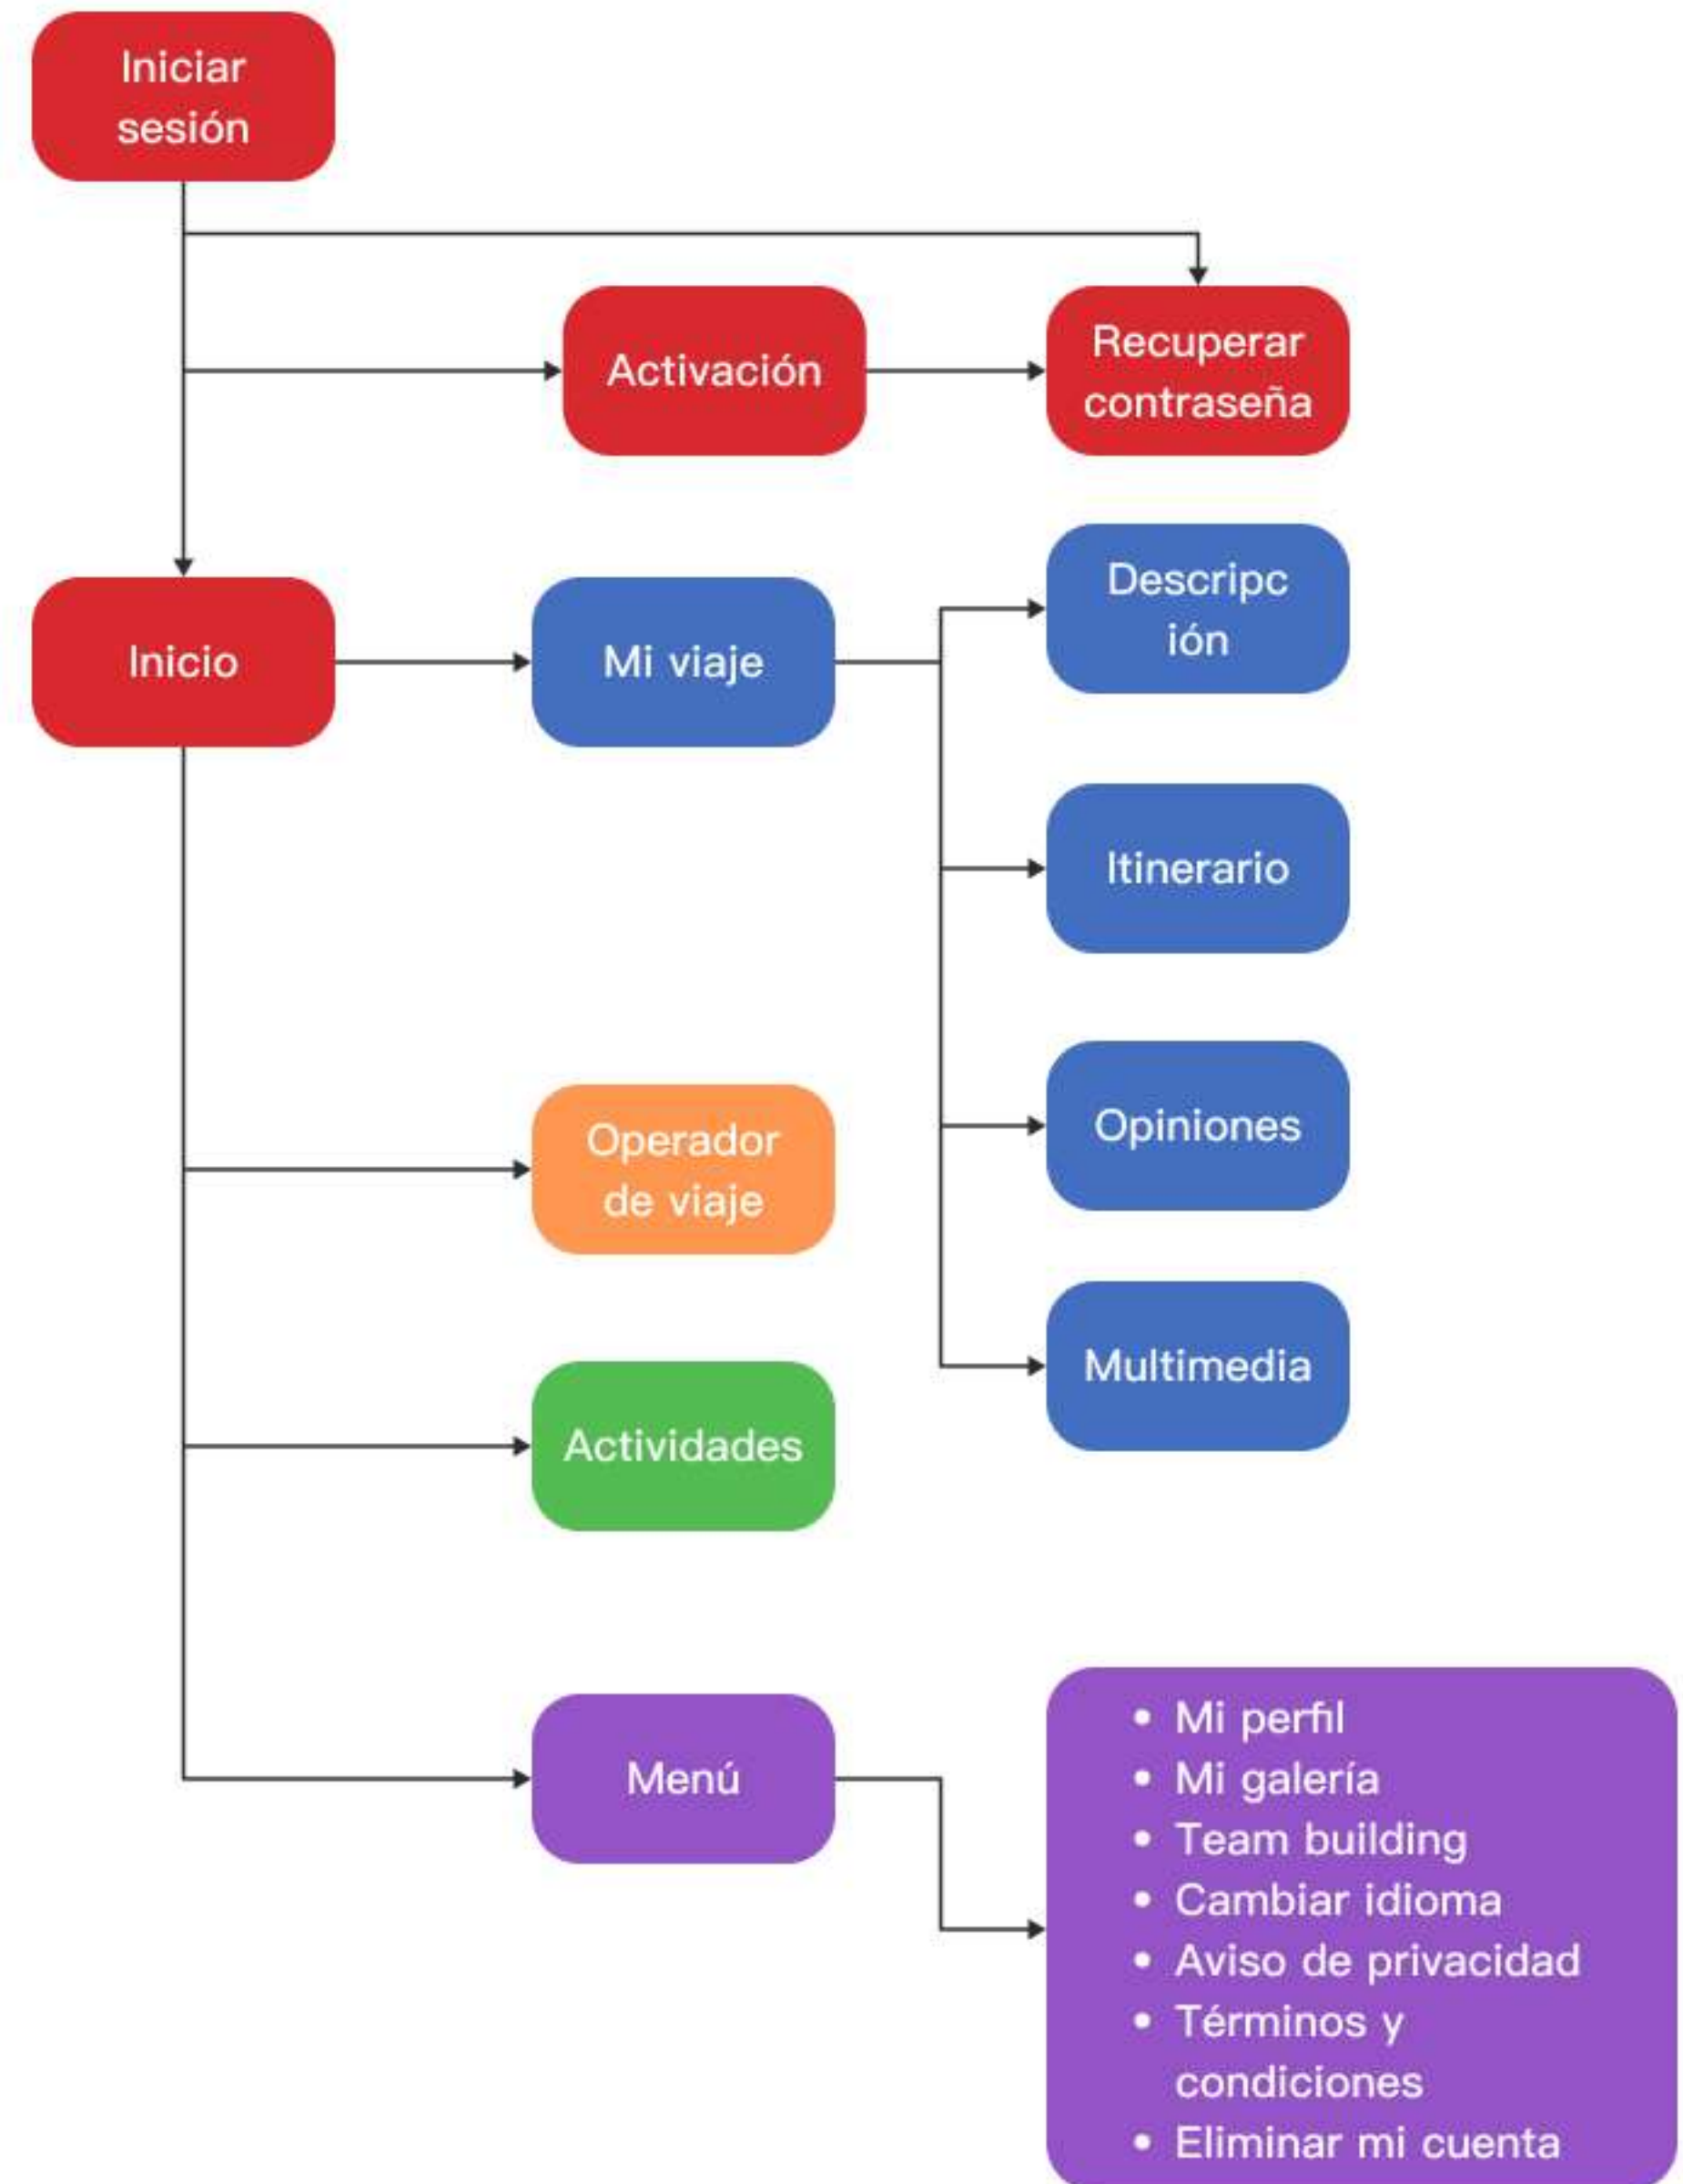 Iniciar
sesión
Activación
Recuperar
contraseña
Inicio
Mi viaje
Descripc
ión
Itinerario
Opiniones
Multimedia
Operador
de viaje
Actividades
Menú
• Mi perfil
• Mi galería
• Team building
• Cambiar idioma
• Aviso de privacidad
• Términos y
condiciones
• Eliminar mi cuenta